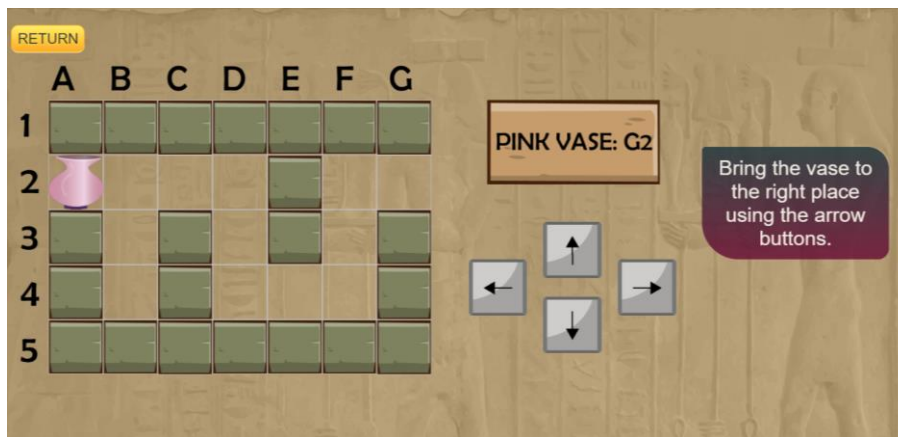 RETURN
A B C D E F G
1
PINK VASE: G2
2
Bring the vase to
the right place
using the arrow
buttons.
3
4
5